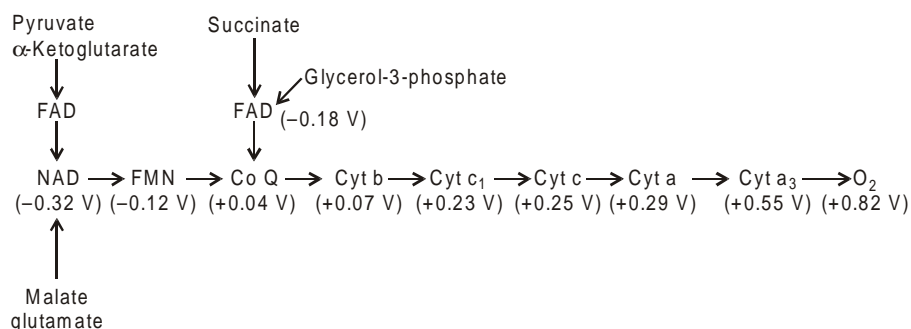 Pyruvate
α-Ketoglutarate
Succinate
Glycerol-3-phosphate
FAD
FAD
(–0.18 V)
NAD FMN Co Q Cyt b Cyt c₁ Cyt c Cyt a Cyt a₃ O₂
(–0.32 V) (–0.12 V) (+0.04 V) (+0.07 V) (+0.23 V) (+0.25 V) (+0.29 V) (+0.55 V) (+0.82 V)
Malate
glutamate